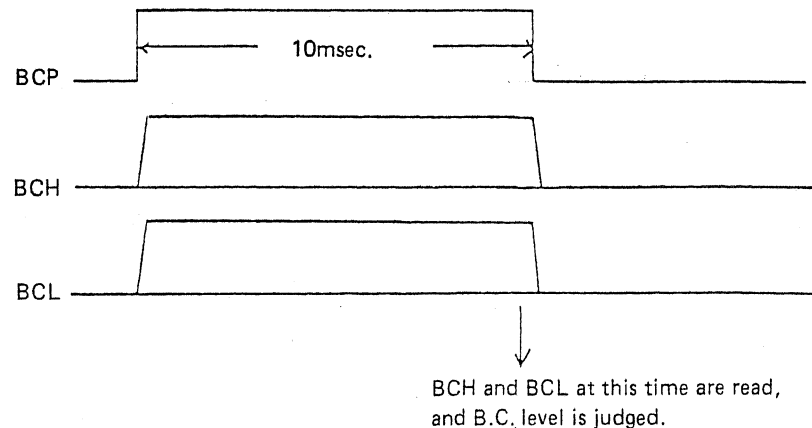 10msec.
BCP
BCH
BCL
BCH and BCL at this time are read,
and B.C. level is judged.